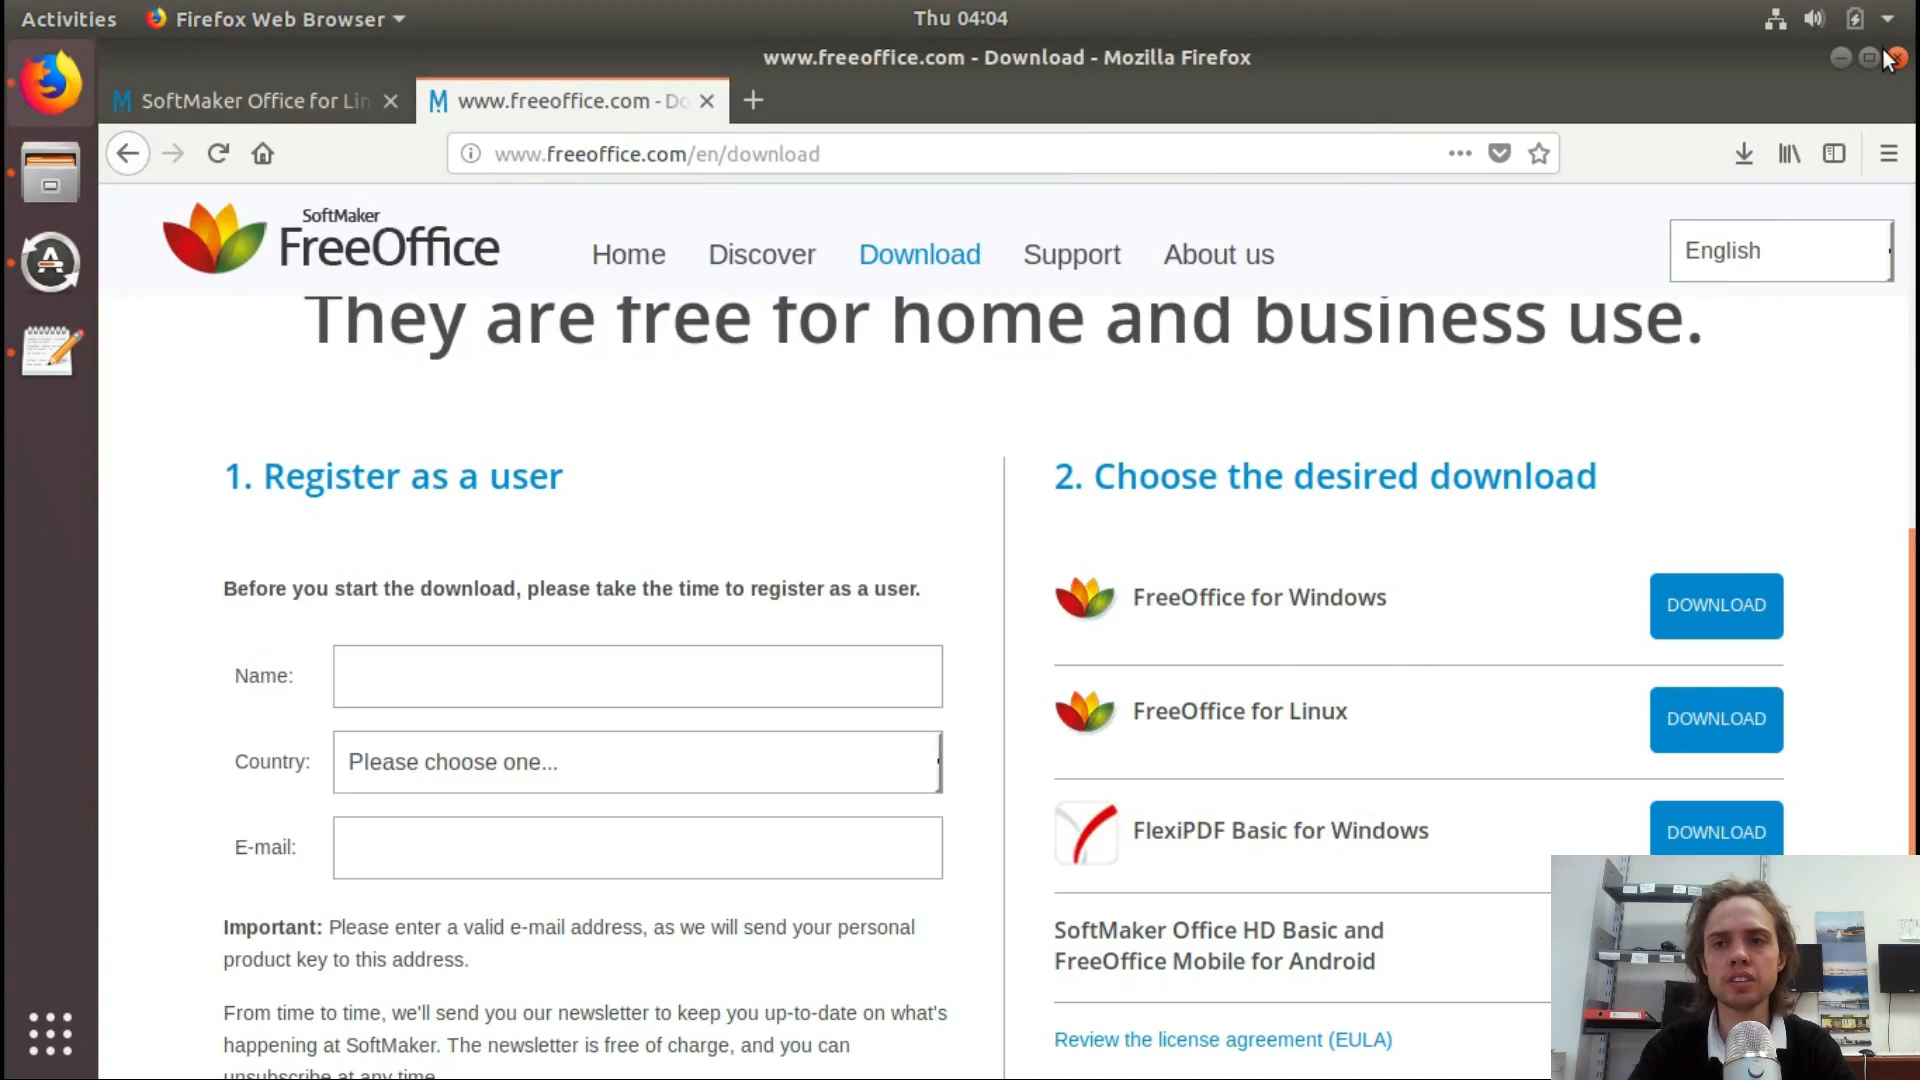 Activities
Firefox Web Browser
Thu 04:04
www.freeoffice.com - Download - Mozilla Firefox
SoftMaker Office for Lin
www.freeoffice.com - Do
www.freeoffice.com/en/download
SoftMaker
FreeOffice
Home
Discover
Download
Support
About us
English
They are free for home and business use.
1. Register as a user
Before you start the download, please take the time to register as a user.
Name:
Country:
Please choose one...
E-mail:
Important: Please enter a valid e-mail address, as we will send your personal
product key to this address.
From time to time, we'll send you our newsletter to keep you up-to-date on what's
happening at SoftMaker. The newsletter is free of charge, and you can
unsubscribe at any time.
2. Choose the desired download
FreeOffice for Windows
DOWNLOAD
FreeOffice for Linux
DOWNLOAD
FlexiPDF Basic for Windows
DOWNLOAD
SoftMaker Office HD Basic and
FreeOffice Mobile for Android
Review the license agreement (EULA)